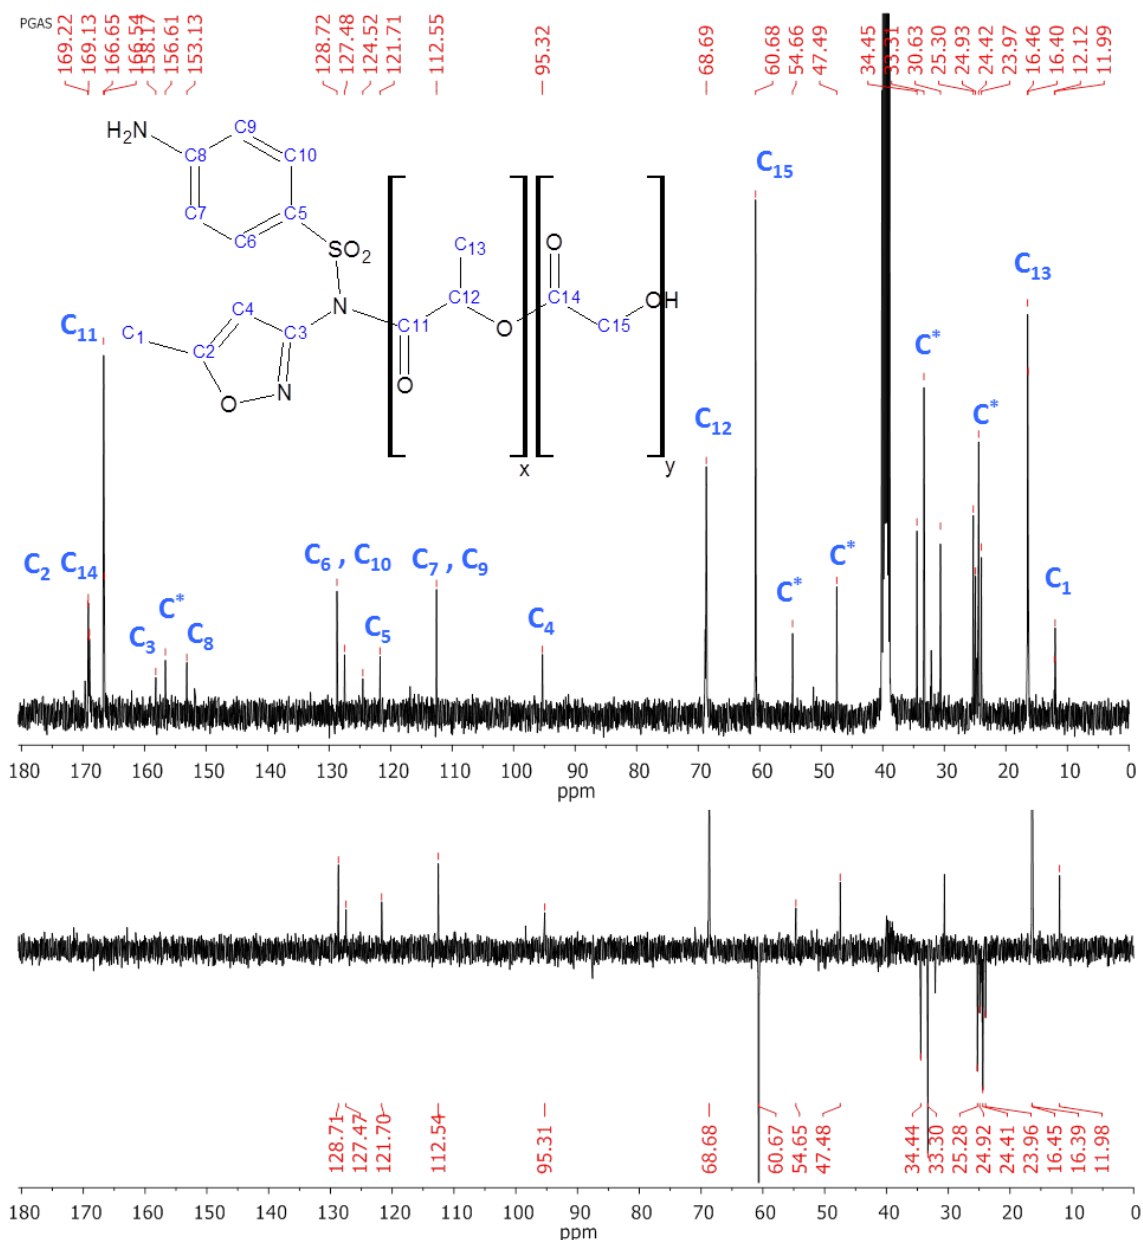 PGAS
169.22
169.13
166.65
166.54
158.17
156.61
153.13
128.72
127.48
124.52
121.71
112.55
95.32
68.69
60.68
54.66
47.49
34.45
33.31
30.63
25.30
24.93
24.42
23.97
16.46
16.40
12.12
11.99
H2N C9
C8 C10
C7 C5
C6
SO2
C4
C1 C2 C3 N
O N
C13
C11 C12 O
O
x
O
C14 OH
C15
y
C15
C13
C11
C*
C12
C*
C2 C14
C*
C3 C8
C6 , C10
C5
C7 , C9
C4
C*
C*
C1
180 170 160 150 140 130 120 110 100 90 80 70 60 50 40 30 20 10 0
ppm
128.71
127.47
121.70
112.54
95.31
68.68
60.67
54.65
47.48
34.44
33.30
25.28
24.92
24.41
23.96
16.45
16.39
11.98
180 170 160 150 140 130 120 110 100 90 80 70 60 50 40 30 20 10 0
ppm